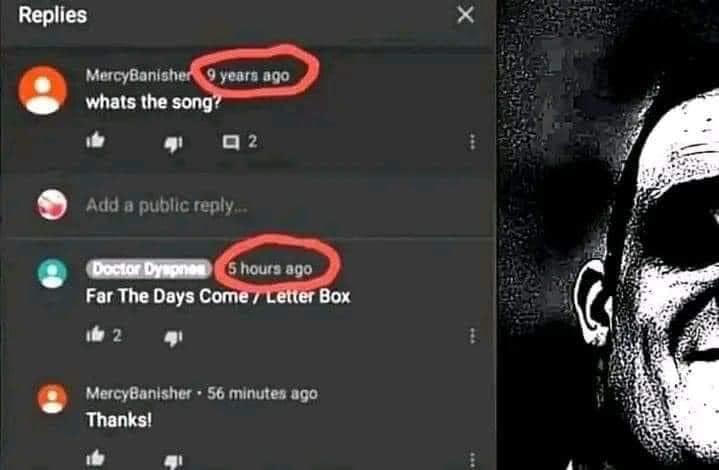 Replies
MercyBanisher 9 years ago
whats the song?
2
Add a public reply...
Doctor Dyspnea 5 hours ago
Far The Days Come / Letter Box
2
MercyBanisher • 56 minutes ago
Thanks!